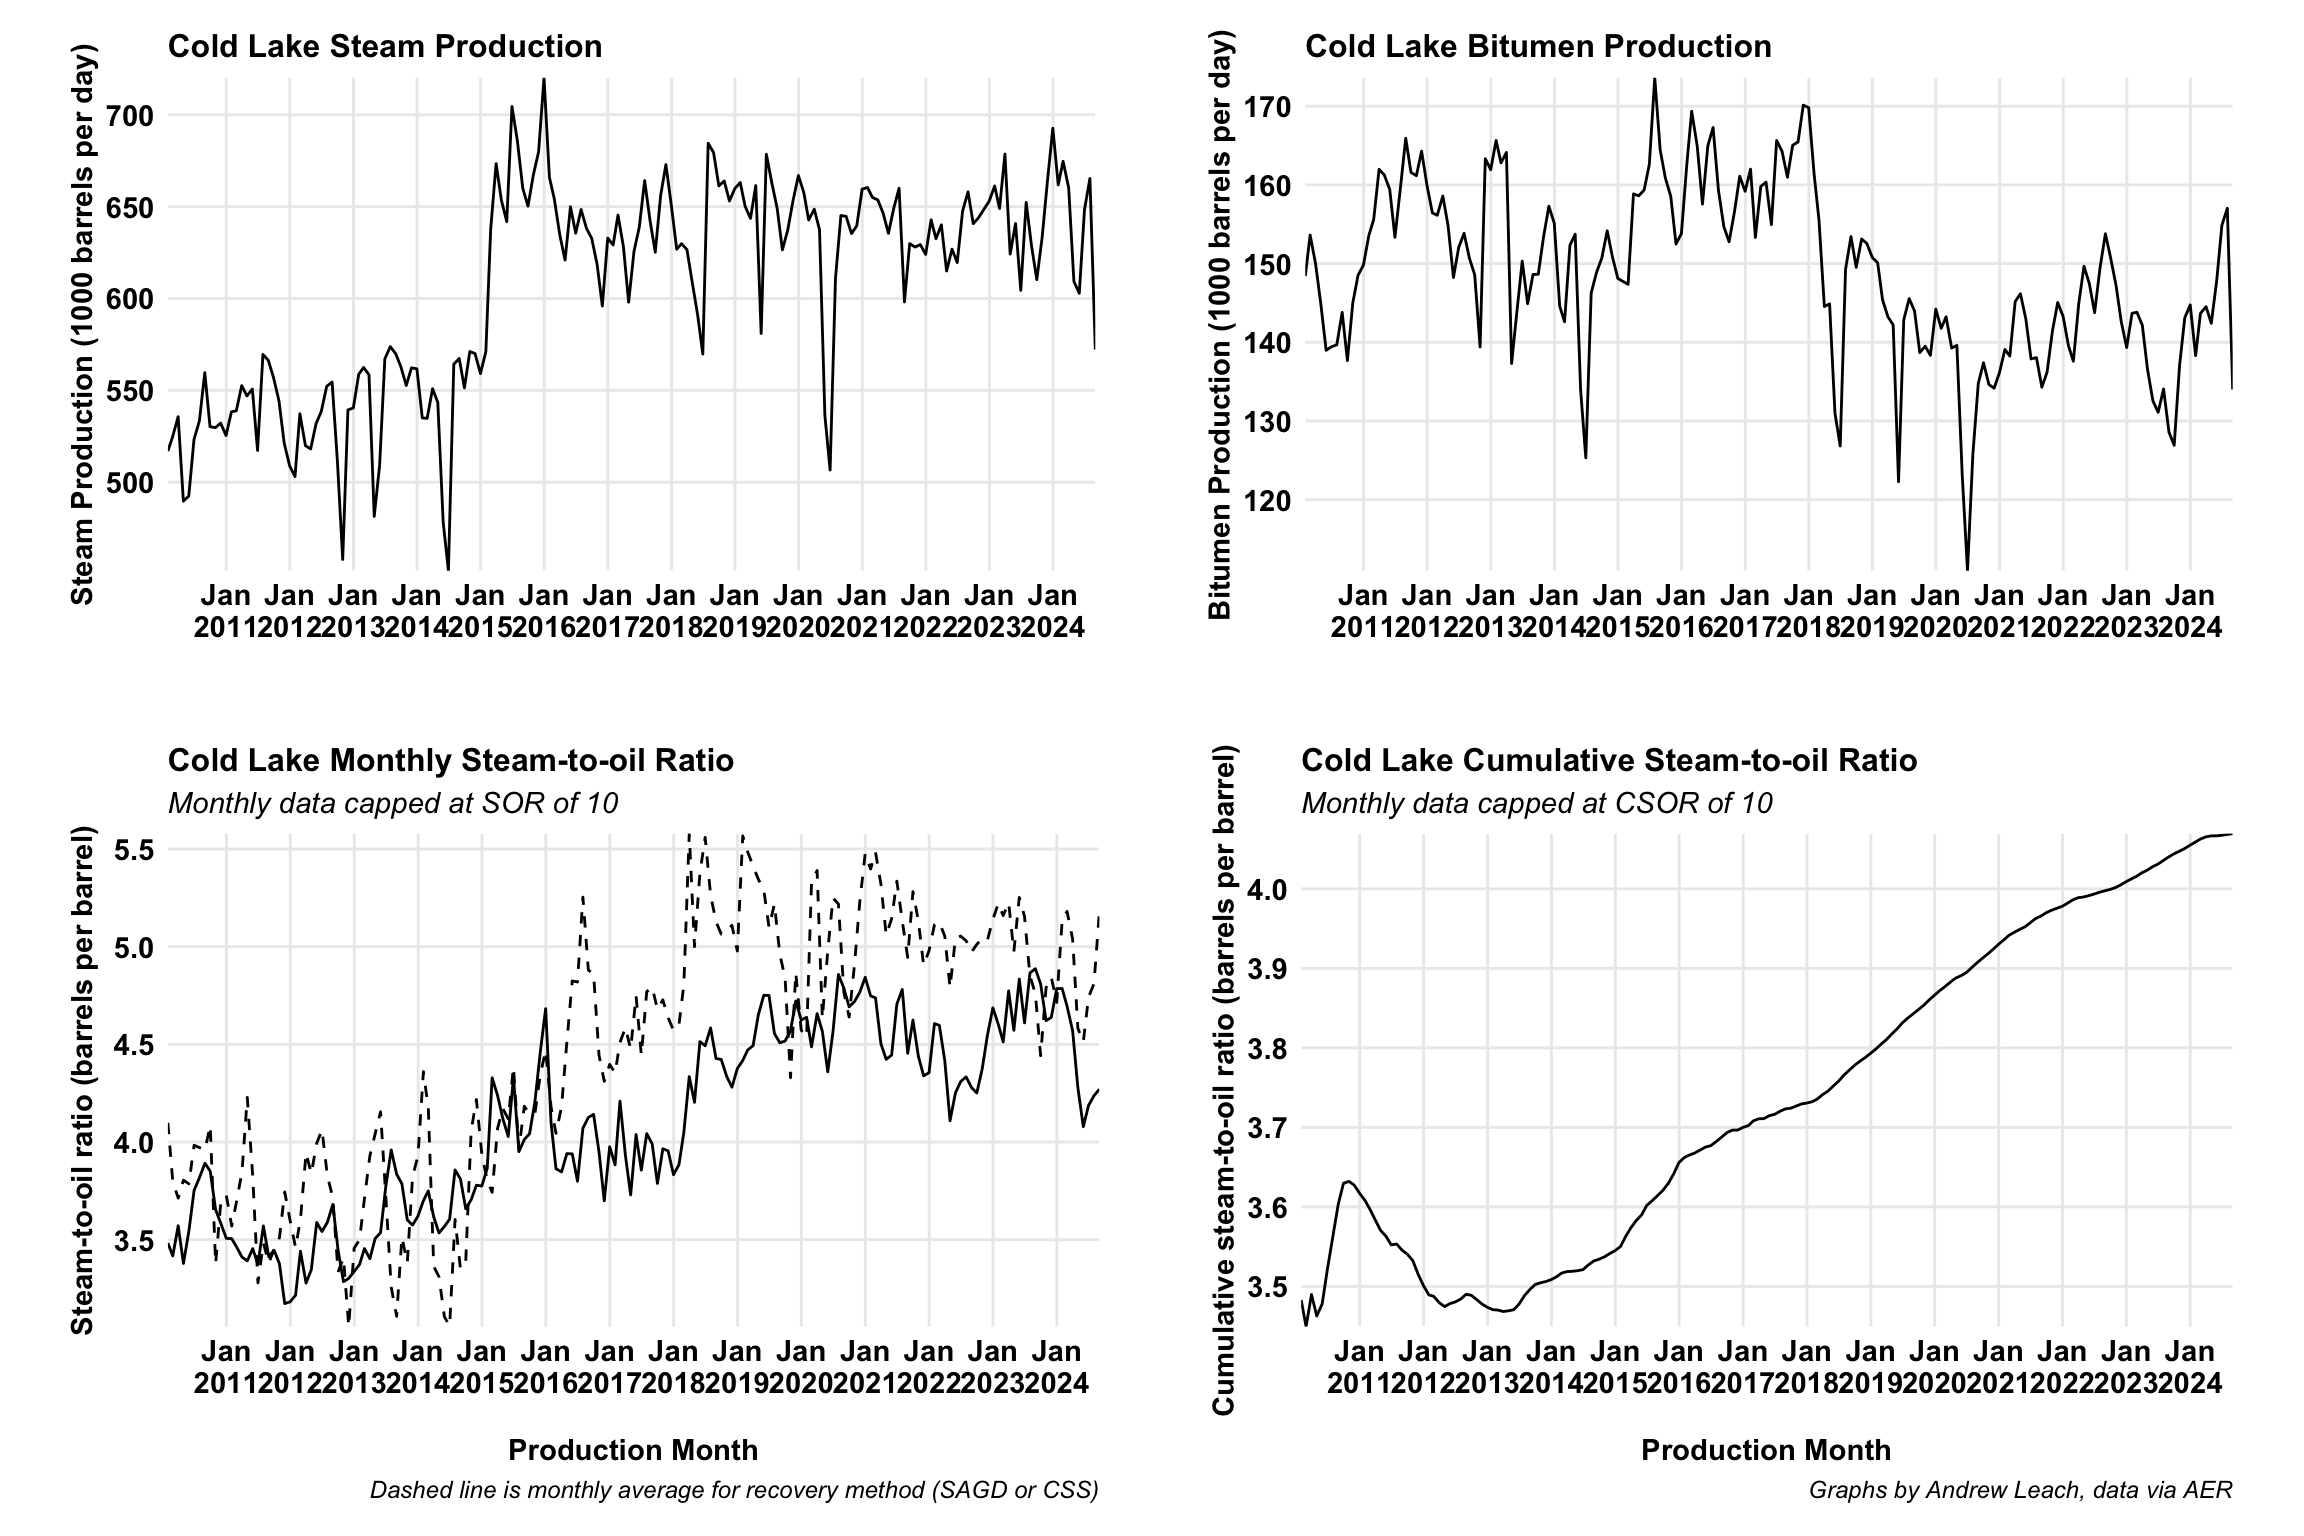 Cold Lake Steam Production
Steam Production (1000 barrels per day)
700
650
600
550
500
Jan Jan Jan Jan Jan Jan Jan Jan Jan Jan Jan Jan Jan Jan
2011 2012 2013 2014 2015 2016 2017 2018 2019 2020 2021 2022 2023 2024
Cold Lake Bitumen Production
Bitumen Production (1000 barrels per day)
170
160
150
140
130
120
Jan Jan Jan Jan Jan Jan Jan Jan Jan Jan Jan Jan Jan Jan
2011 2012 2013 2014 2015 2016 2017 2018 2019 2020 2021 2022 2023 2024
Cold Lake Monthly Steam-to-oil Ratio
Monthly data capped at SOR of 10
Steam-to-oil ratio (barrels per barrel)
5.5
5.0
4.5
4.0
3.5
Jan Jan Jan Jan Jan Jan Jan Jan Jan Jan Jan Jan Jan Jan
2011 2012 2013 2014 2015 2016 2017 2018 2019 2020 2021 2022 2023 2024
Production Month
Dashed line is monthly average for recovery method (SAGD or CSS)
Cold Lake Cumulative Steam-to-oil Ratio
Monthly data capped at CSOR of 10
Cumulative steam-to-oil ratio (barrels per barrel)
4.0
3.9
3.8
3.7
3.6
3.5
Jan Jan Jan Jan Jan Jan Jan Jan Jan Jan Jan Jan Jan Jan
2011 2012 2013 2014 2015 2016 2017 2018 2019 2020 2021 2022 2023 2024
Production Month
Graphs by Andrew Leach, data via AER